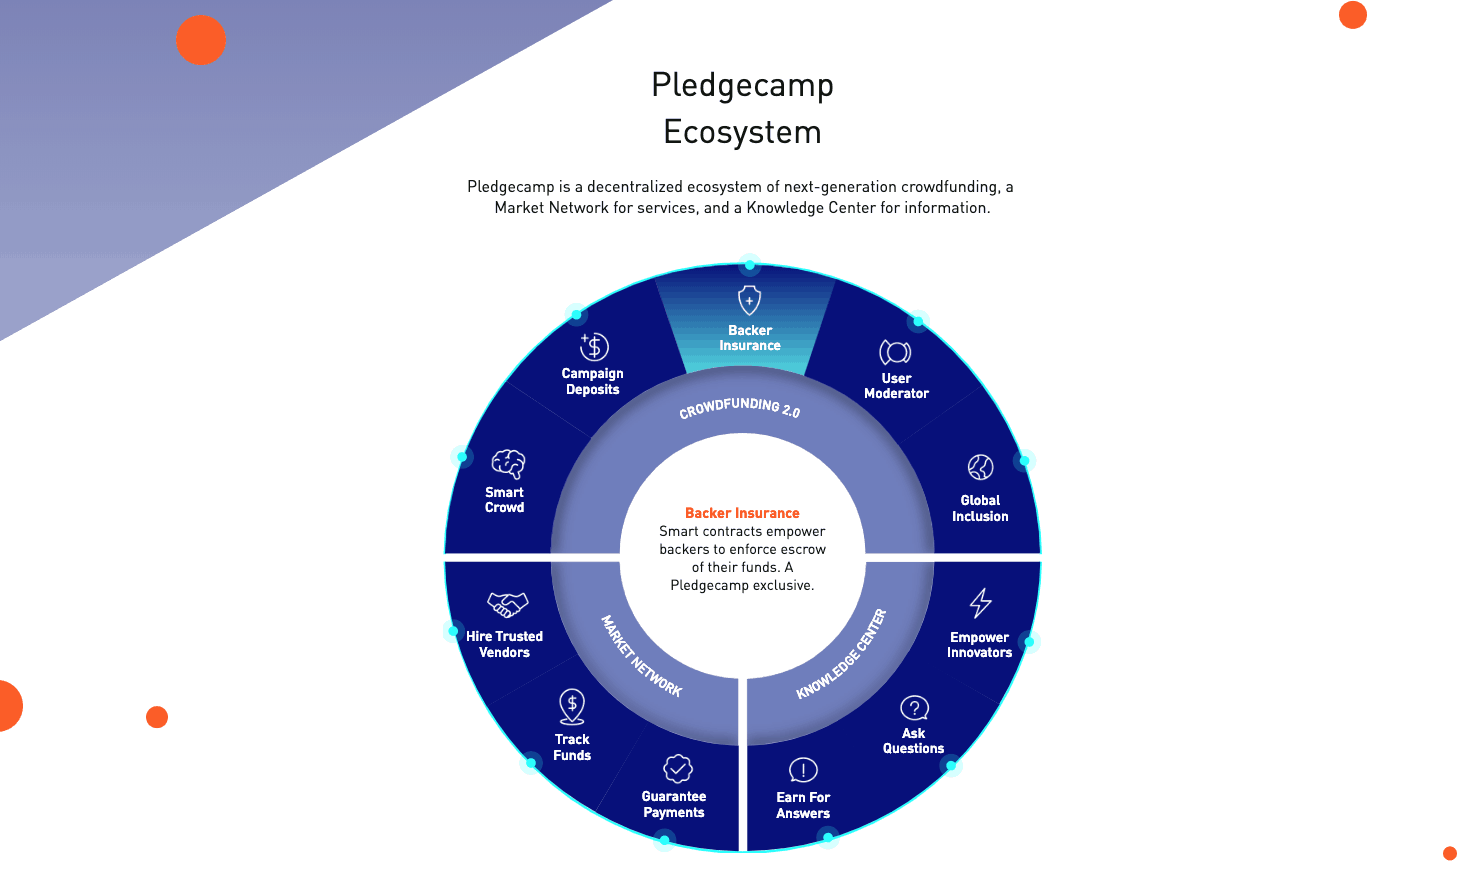 Pledgecamp
Ecosystem
Pledgecamp is a decentralized ecosystem of next-generation crowdfunding, a
Market Network for services, and a Knowledge Center for information.
Backer
Insurance
Campaign
Deposits
User
Moderator
CROWDFUNDING 2.0
Smart
Crowd
Global
Inclusion
Backer Insurance
Smart contracts empower
backers to enforce escrow
of their funds. A
Pledgecamp exclusive.
Hire Trusted
Vendors
MARKET NETWORK
KNOWLEDGE CENTER
Empower
Innovators
Track
Funds
Ask
Questions
Guarantee
Payments
Earn For
Answers